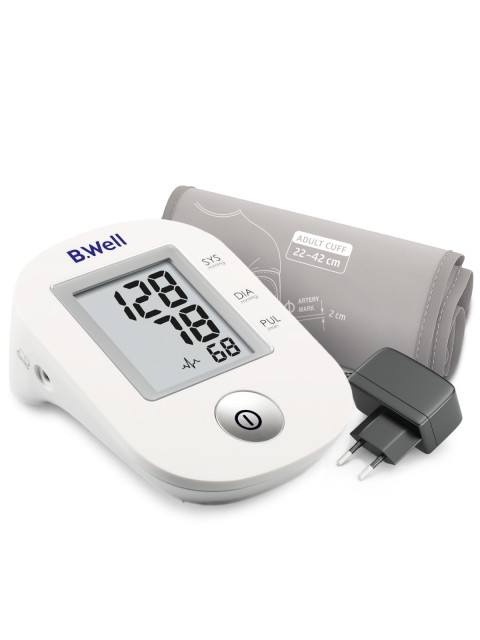 B.Well
SYS
mmHg
128
DIA
mmHg
78
PUL
/min
68
ADULT CUFF
22-42 cm
ARTERY
MARK
2 cm